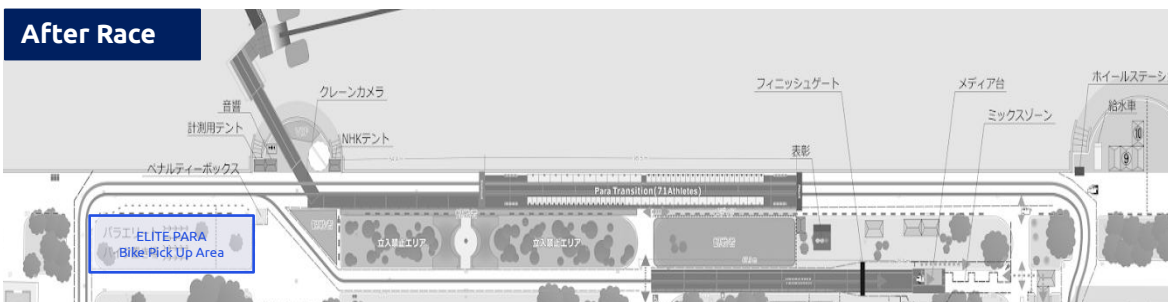 After Race
音響
クレーンカメラ
計測用テント
NHKテント
ペナルティーボックス
フィニッシュゲート
メディア台
ホイールステーシ
ミックスゾーン
給水車
表彰
⑩
⑨
Para Transition(71Athletes)
ELITE PARA
Bike Pick Up Area
立入禁止エリア
立入禁止エリア